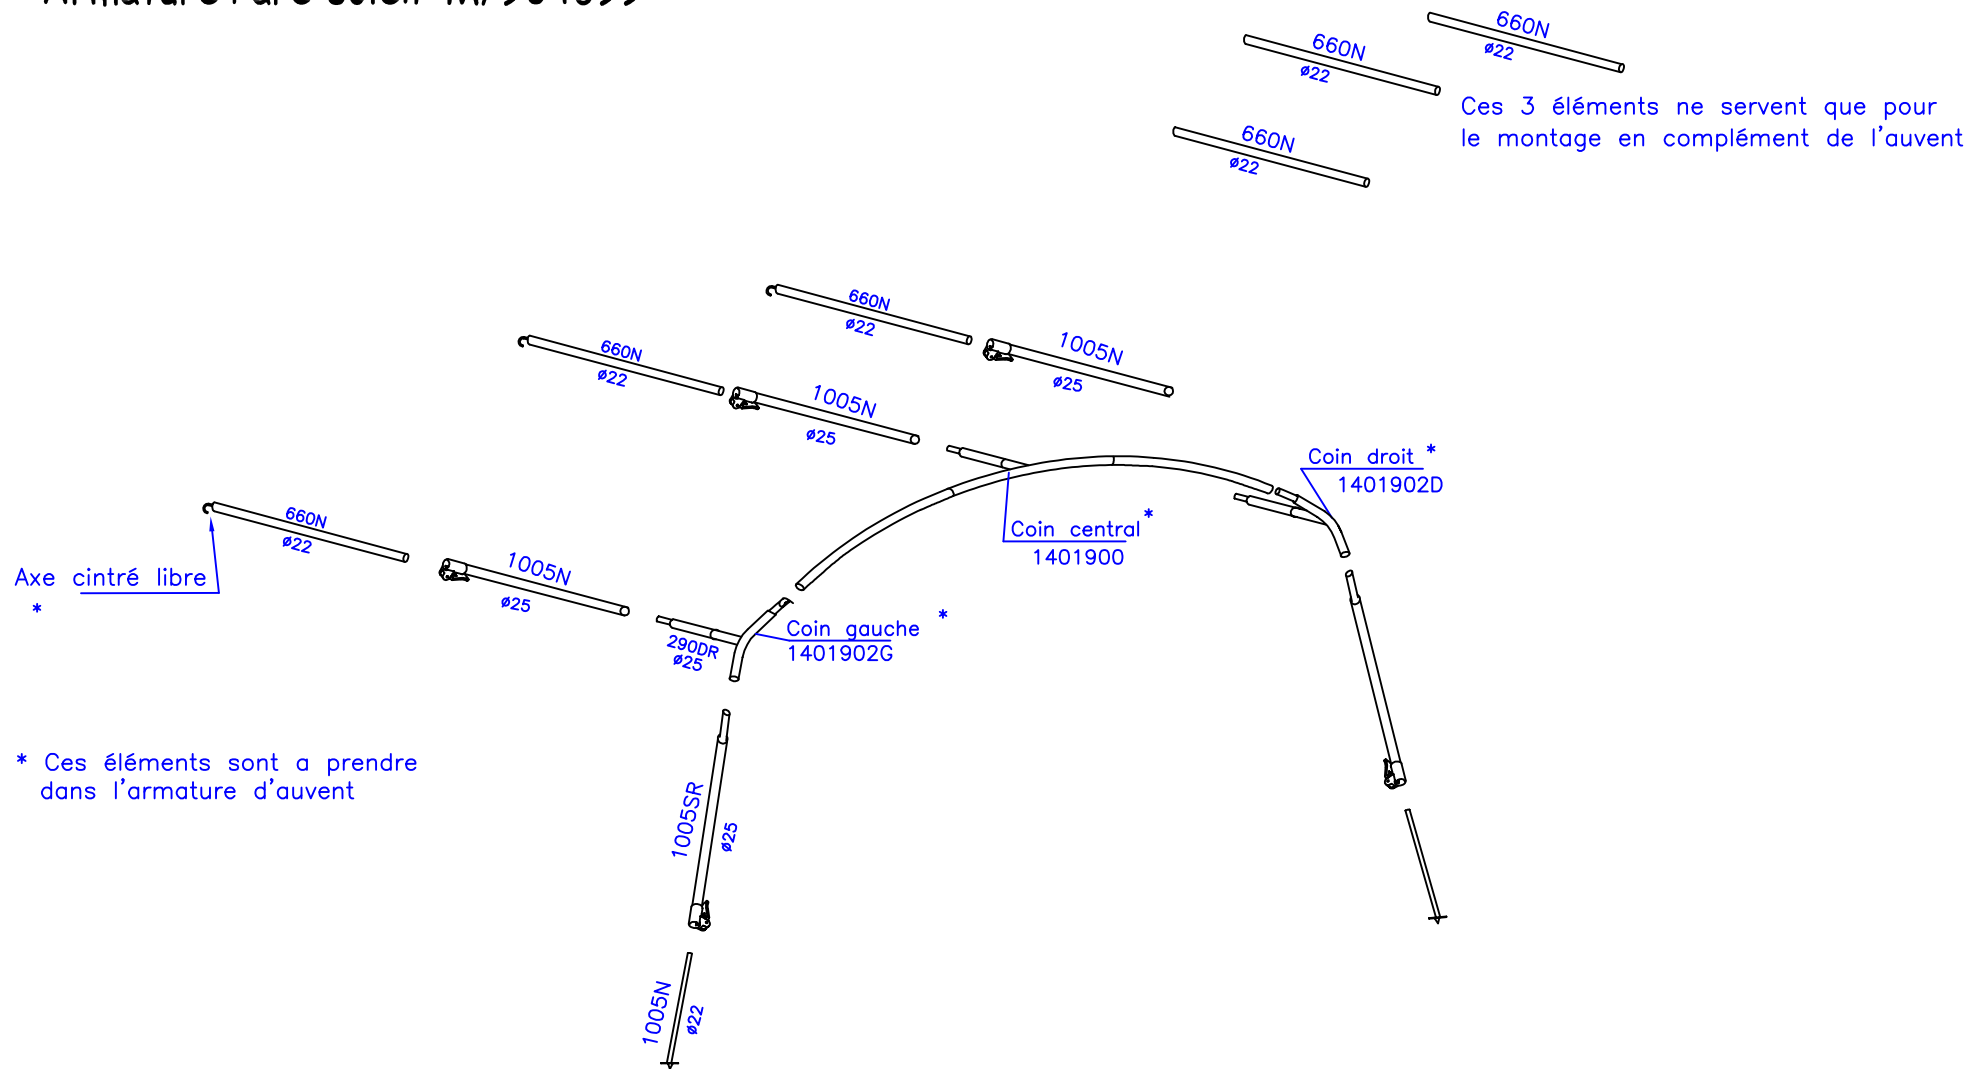 660N
ø22
660N
ø22
Ces 3 éléments ne servent que pour
le montage en complément de l'auvent
660N
ø22
660N
ø22
1005N
ø25
660N
ø22
1005N
ø25
Coin droit *
1401902D
Coin central *
1401900
660N
ø22
1005N
ø25
Axe cintré libre
*
290DR
ø25
Coin gauche *
1401902G
* Ces éléments sont a prendre
dans l'armature d'auvent
1005SR
ø25
1005N
ø22